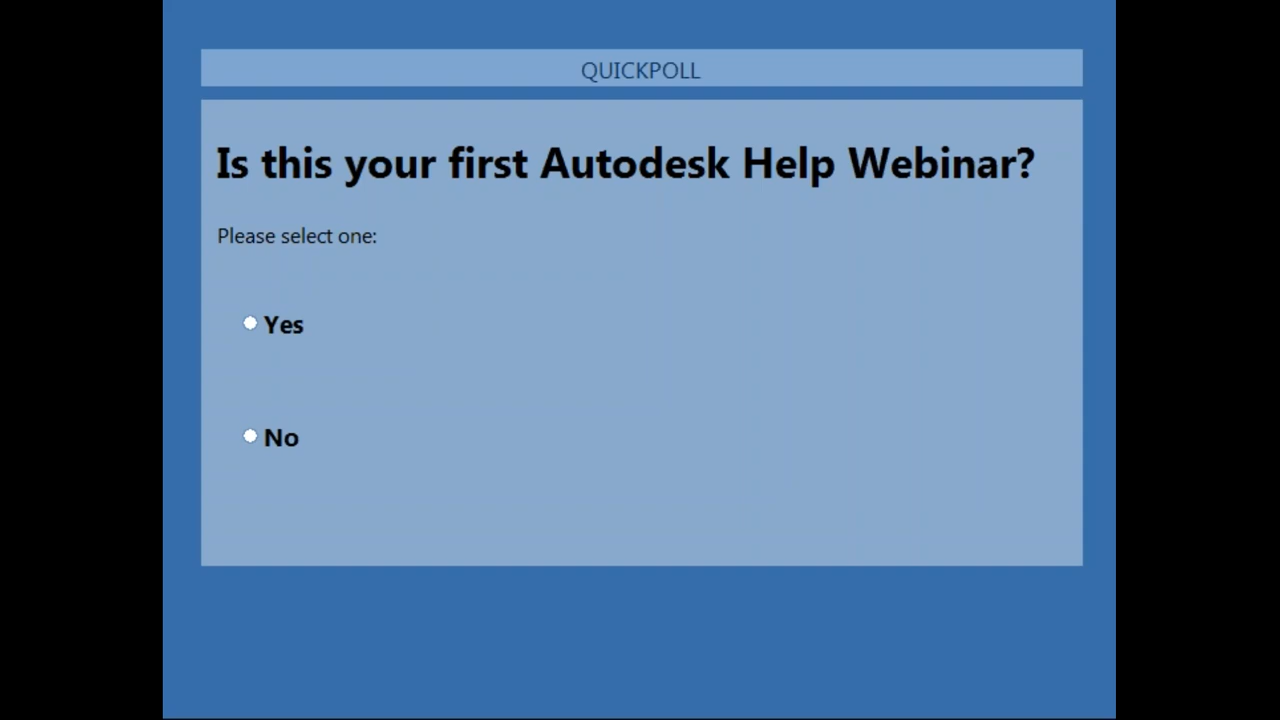 QUICKPOLL
Is this your first Autodesk Help Webinar?
Please select one:
Yes
No